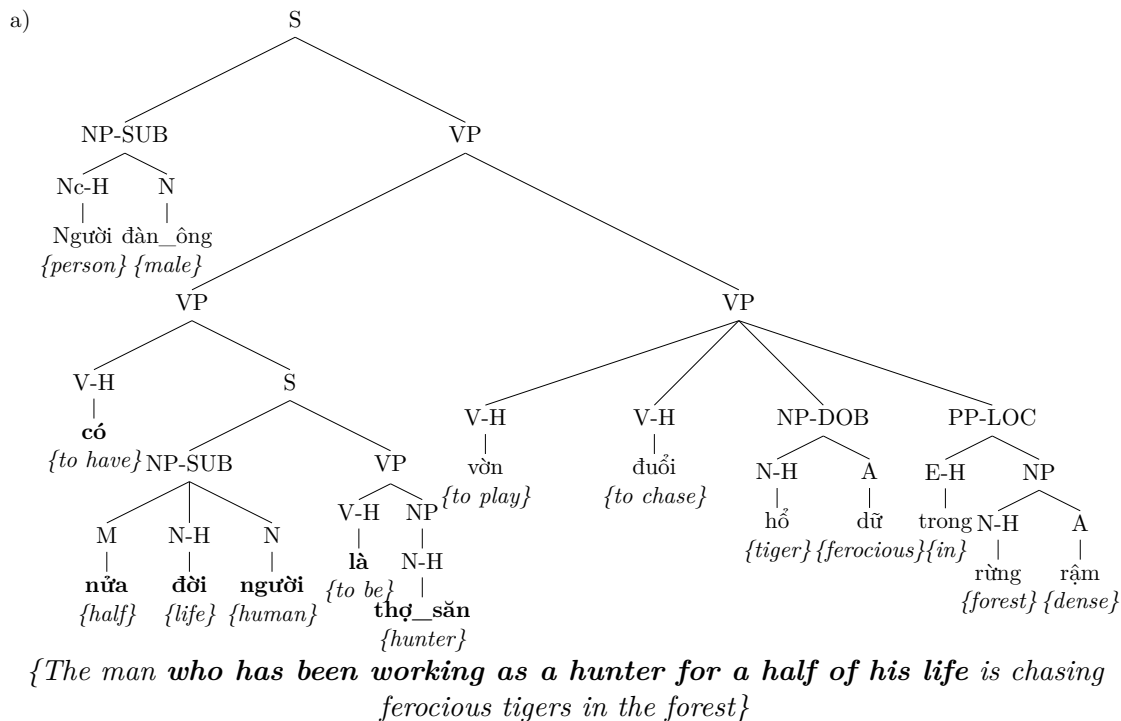 a)
S
NP-SUB VP
Nc-H N
Người đàn_ông
{person} {male}
VP VP
V-H S
có
{to have}
V-H V-H NP-DOB PP-LOC
vờn đuổi
{to play} {to chase}
NP-SUB VP
N-H A E-H NP
hổ dữ trong
{tiger} {ferocious} {in}
M N-H N V-H NP
nửa đời người là
{half} {life} {human} {to be}
N-H A
rừng rậm
{forest} {dense}
N-H
thợ_săn
{hunter}
{The man who has been working as a hunter for a half of his life is chasing
ferocious tigers in the forest}